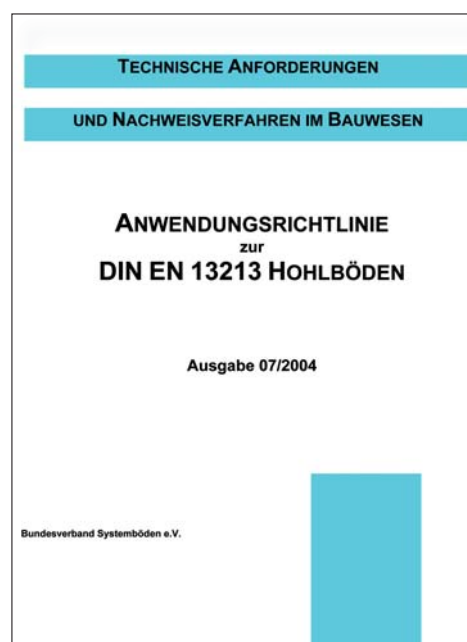 TECHNISCHE ANFORDERUNGEN
UND NACHWEISVERFAHREN IM BAUWESEN
ANWENDUNGSRICHTLINIE
zur
DIN EN 13213 HOHLBÖDEN
Ausgabe 07/2004
Bundesverband Systemböden e.V.